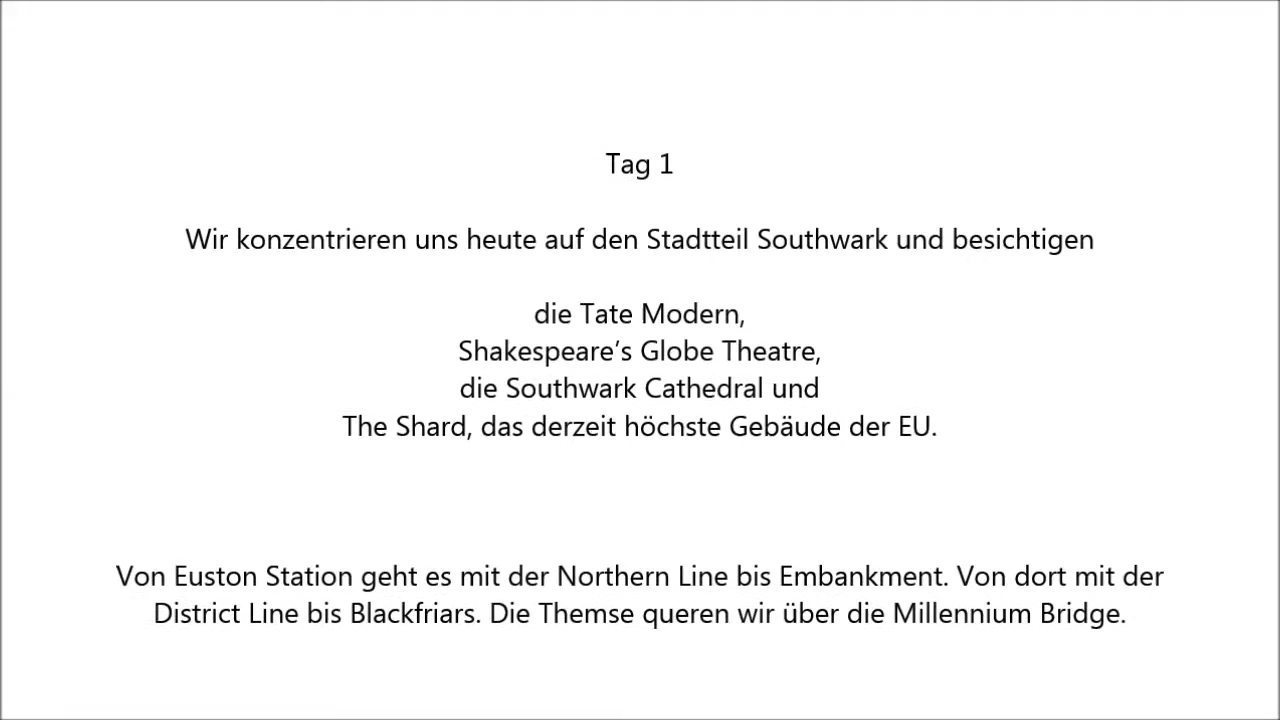 Tag 1
Wir konzentrieren uns heute auf den Stadtteil Southwark und besichtigen
die Tate Modern,
Shakespeare’s Globe Theatre,
die Southwark Cathedral und
The Shard, das derzeit höchste Gebäude der EU.
Von Euston Station geht es mit der Northern Line bis Embankment. Von dort mit der
District Line bis Blackfriars. Die Themse queren wir über die Millennium Bridge.